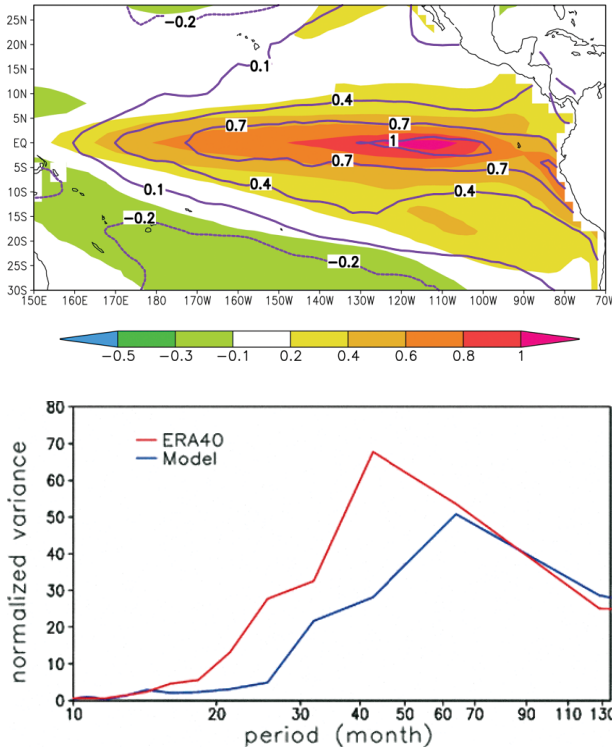 −0.2
25N
20N
15N
10N
5N
EQ
5S
10S
15S
20S
25S
30S
0.1
0.4
0.7
0.7
1
0.7
0.7
0.1
0.4
0.4
−0.2
−0.2
150E 160E 170E 180 170W 160W 150W 140W 130W 120W 110W 100W 90W 80W 70W
−0.5 −0.3 −0.1 0.2 0.4 0.6 0.8 1
80
70
60
50
40
30
20
10
0
normalized variance
ERA40
Model
10 20 30 40 50 70 90 110 130
period (month)